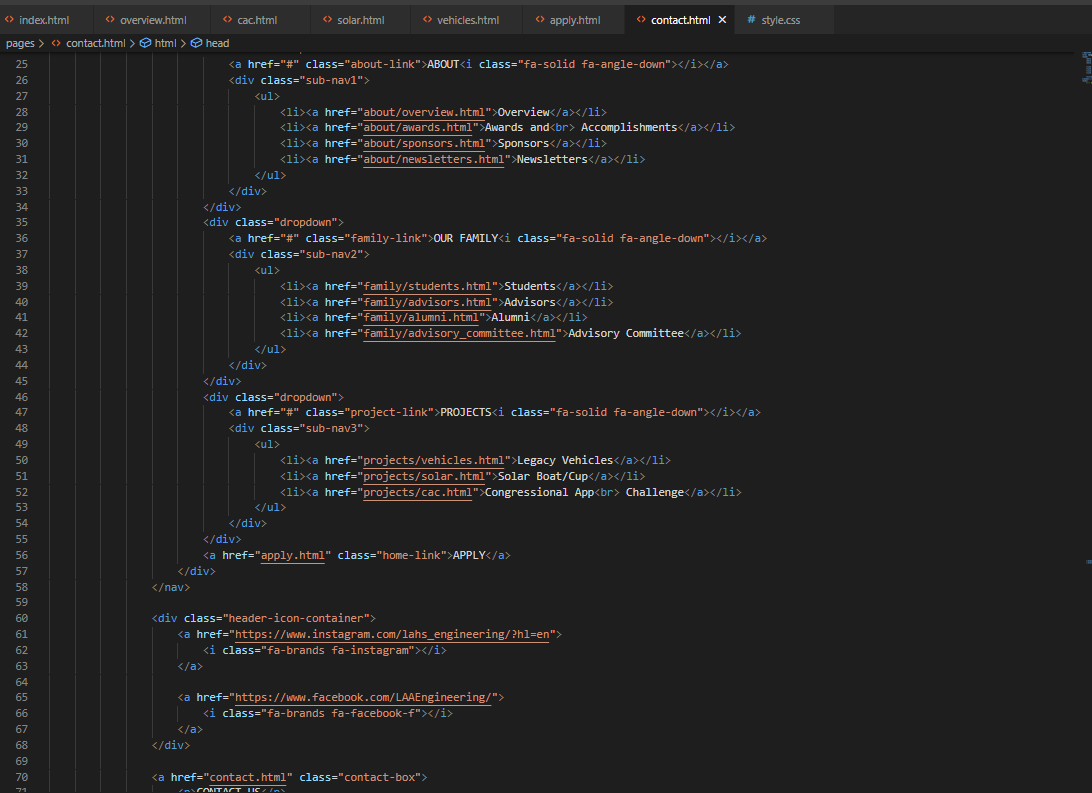 index.html overview.html cac.html solar.html vehicles.html apply.html contact.html × # style.css
pages > contact.html > html > head
25 <a href="#" class="about-link">ABOUT<i class="fa-solid fa-angle-down"></i></a>
26 <div class="sub-nav1">
27 <ul>
28 <li><a href="about/overview.html">Overview</a></li>
29 <li><a href="about/awards.html">Awards and<br> Accomplishments</a></li>
30 <li><a href="about/sponsors.html">Sponsors</a></li>
31 <li><a href="about/newsletters.html">Newsletters</a></li>
32 </ul>
33 </div>
34 </div>
35 <div class="dropdown">
36 <a href="#" class="family-link">OUR FAMILY<i class="fa-solid fa-angle-down"></i></a>
37 <div class="sub-nav2">
38 <ul>
39 <li><a href="family/students.html">Students</a></li>
40 <li><a href="family/advisors.html">Advisors</a></li>
41 <li><a href="family/alumni.html">Alumni</a></li>
42 <li><a href="family/advisory_committee.html">Advisory Committee</a></li>
43 </ul>
44 </div>
45 </div>
46 <div class="dropdown">
47 <a href="#" class="project-link">PROJECTS<i class="fa-solid fa-angle-down"></i></a>
48 <div class="sub-nav3">
49 <ul>
50 <li><a href="projects/vehicles.html">Legacy Vehicles</a></li>
51 <li><a href="projects/solar.html">Solar Boat/Cup</a></li>
52 <li><a href="projects/cac.html">Congressional App<br> Challenge</a></li>
53 </ul>
54 </div>
55 </div>
56 <a href="apply.html" class="home-link">APPLY</a>
57 </div>
58 </nav>
59
60 <div class="header-icon-container">
61 <a href="https://www.instagram.com/lahs_engineering/?hl=en">
62 <i class="fa-brands fa-instagram"></i>
63 </a>
64
65 <a href="https://www.facebook.com/LAAEngineering/">
66 <i class="fa-brands fa-facebook-f"></i>
67 </a>
68 </div>
69
70 <a href="contact.html" class="contact-box">
71 <p>CONTACT US</p>